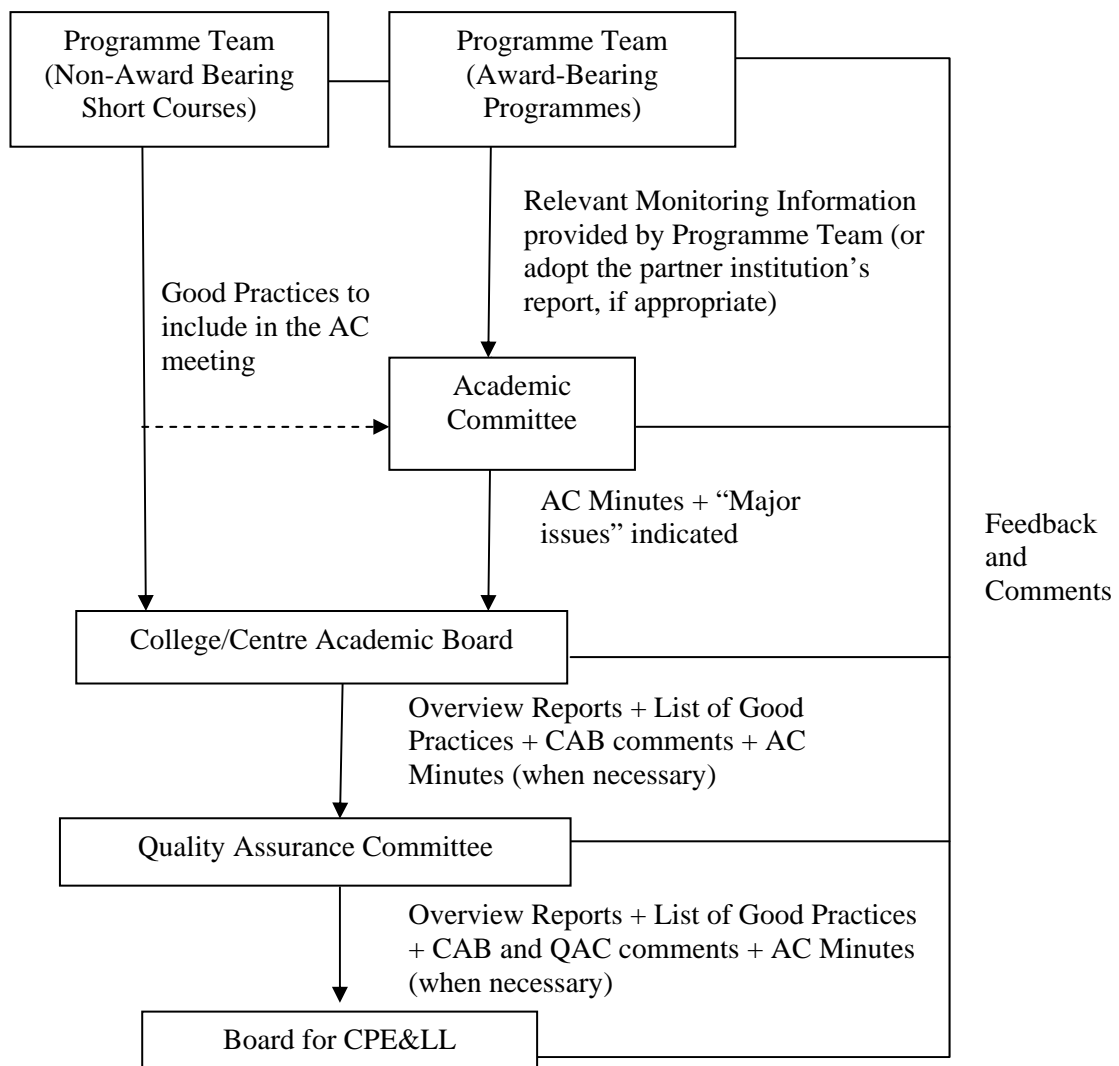 Programme Team
(Non-Award Bearing
Short Courses)
Programme Team
(Award-Bearing
Programmes)
Relevant Monitoring Information
provided by Programme Team (or
adopt the partner institution’s
report, if appropriate)
Good Practices to
include in the AC
meeting
Academic
Committee
AC Minutes + “Major
issues” indicated
Feedback
and
Comments
College/Centre Academic Board
Overview Reports + List of Good
Practices + CAB comments + AC
Minutes (when necessary)
Quality Assurance Committee
Overview Reports + List of Good Practices
+ CAB and QAC comments + AC Minutes
(when necessary)
Board for CPE&LL